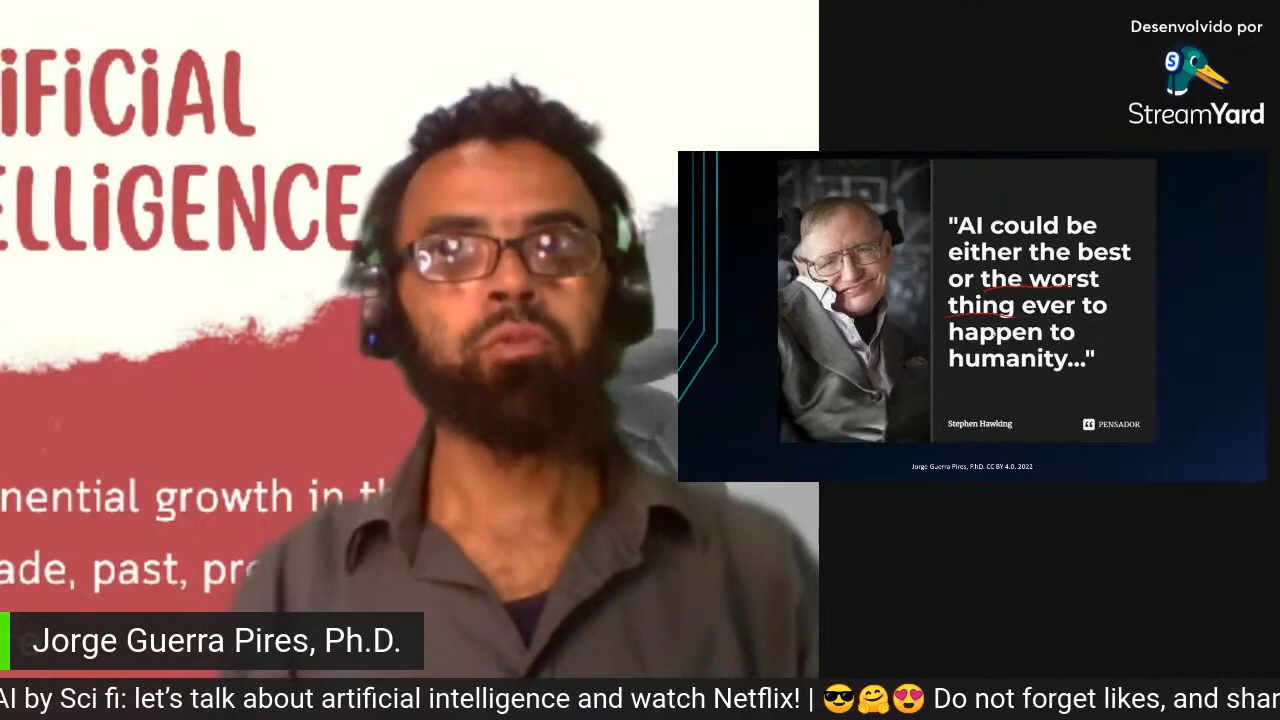 iFiCiAL
ELLiGENCE
nential growth in th
ade, past, pre
Desenvolvido por
StreamYard
"AI could be
either the best
or the worst
thing ever to
happen to
humanity..."
Stephen Hawking
PENSADOR
Jorge Guerra Pires, P.hD. CC BY 4.0. 2022
Jorge Guerra Pires, Ph.D.
AI by Sci fi: let’s talk about artificial intelligence and watch Netflix! | 😎🤗😍 Do not forget likes, and shar